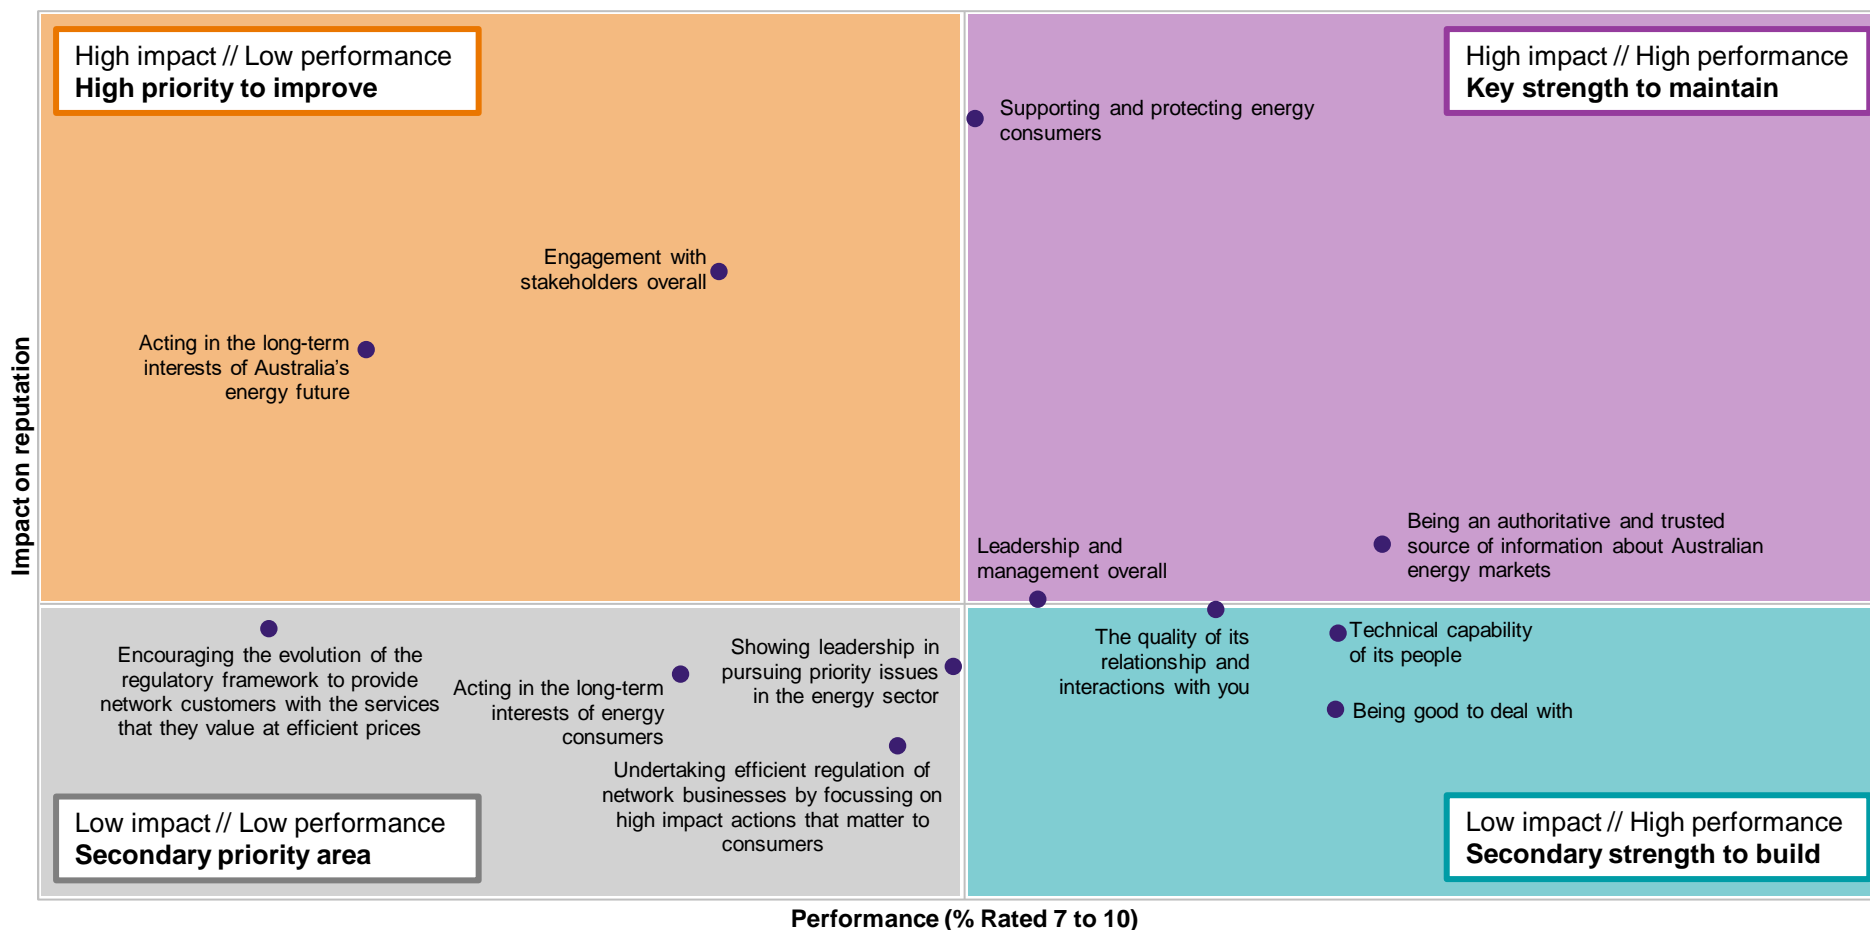 High impact // Low performance
High priority to improve
High impact // High performance
Key strength to maintain
Supporting and protecting energy
consumers
Engagement with
stakeholders overall
Acting in the long-term
interests of Australia’s
energy future
Impact on reputation
Being an authoritative and trusted
source of information about Australian
energy markets
Leadership and
management overall
Encouraging the evolution of the
regulatory framework to provide
network customers with the services
that they value at efficient prices
Acting in the long-term
interests of energy
consumers
Showing leadership in
pursuing priority issues
in the energy sector
The quality of its
relationship and
interactions with you
Technical capability
of its people
Being good to deal with
Undertaking efficient regulation of
network businesses by focussing on
high impact actions that matter to
consumers
Low impact // Low performance
Secondary priority area
Low impact // High performance
Secondary strength to build
Performance (% Rated 7 to 10)